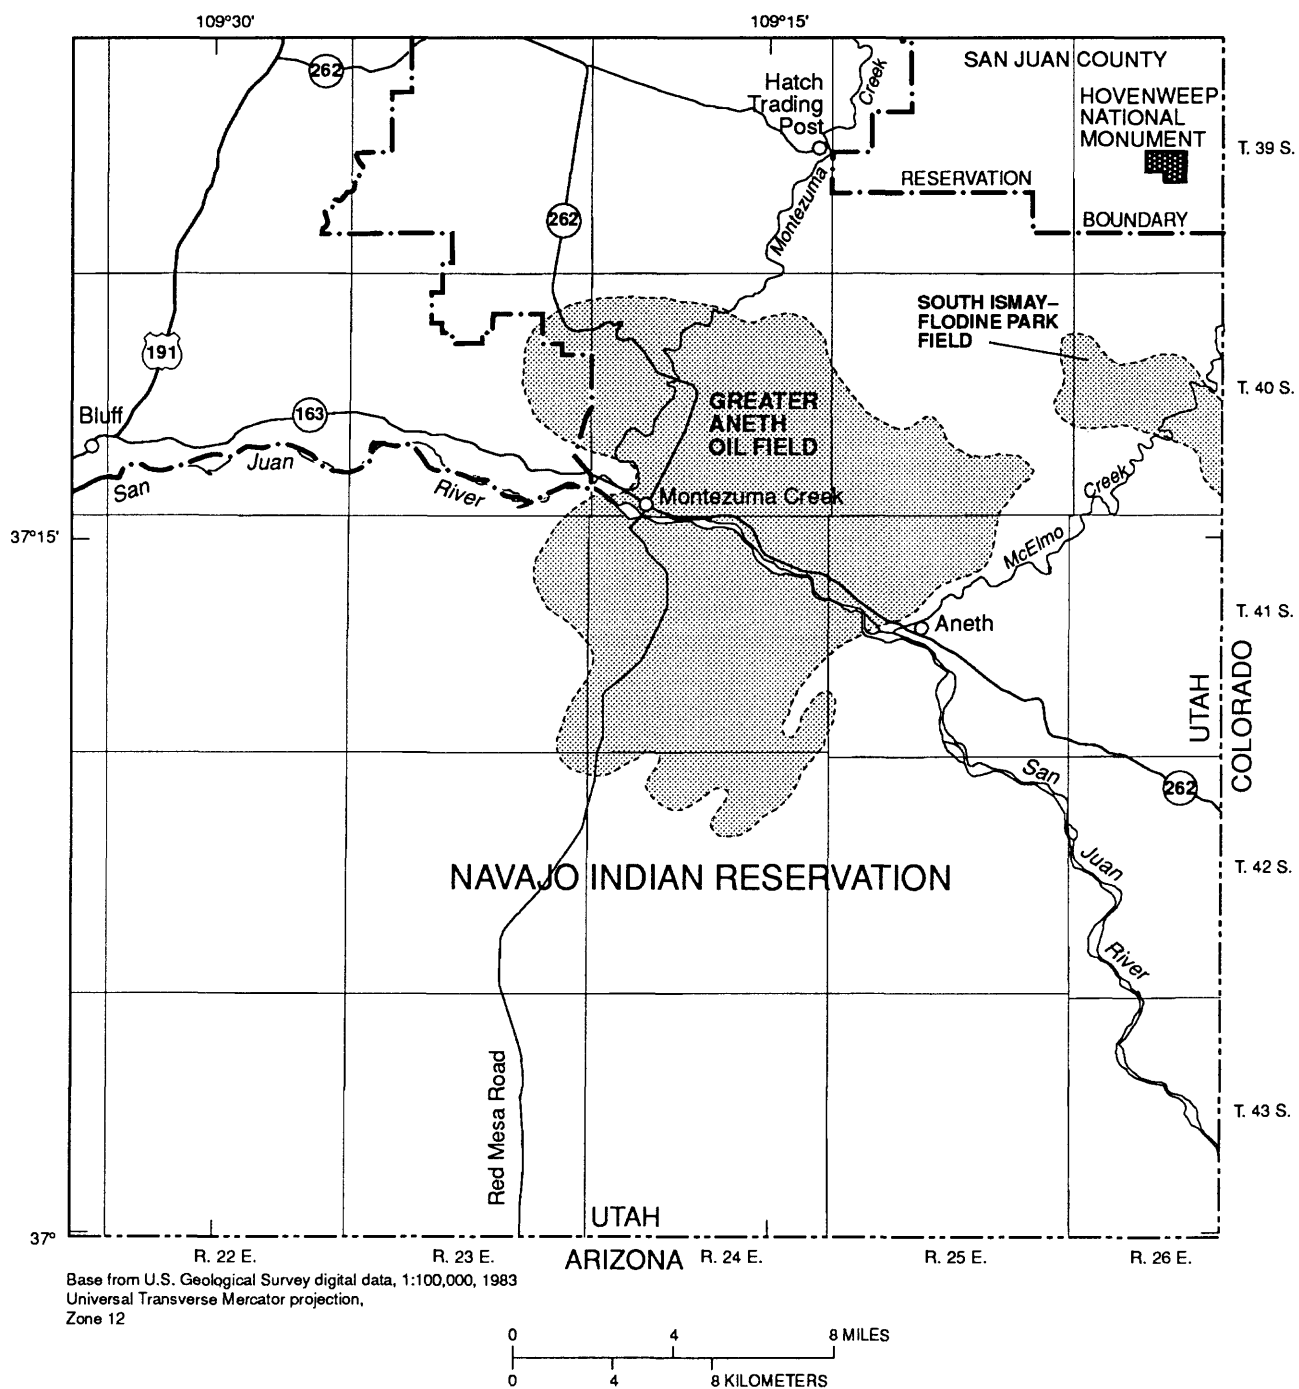 109°30'
109°15'
262
SAN JUAN COUNTY
Hatch
Trading
Post
Creek
HOVENWEEP
NATIONAL
MONUMENT
T. 39 S.
RESERVATION
BOUNDARY
262
Montezuma
SOUTH ISMAY–
FLODINE PARK
FIELD
191
T. 40 S.
Bluff
163
GREATER
ANETH
OIL FIELD
San
Juan
River
Montezuma Creek
Creek
McElmo
37°15'
T. 41 S.
Aneth
UTAH
COLORADO
San
262
Juan
River
NAVAJO INDIAN RESERVATION
T. 42 S.
Red Mesa Road
T. 43 S.
UTAH
37°
R. 22 E.
R. 23 E.
ARIZONA
R. 24 E.
R. 25 E.
R. 26 E.
Base from U.S. Geological Survey digital data, 1:100,000, 1983
Universal Transverse Mercator projection,
Zone 12
0 4 8 MILES
0 4 8 KILOMETERS